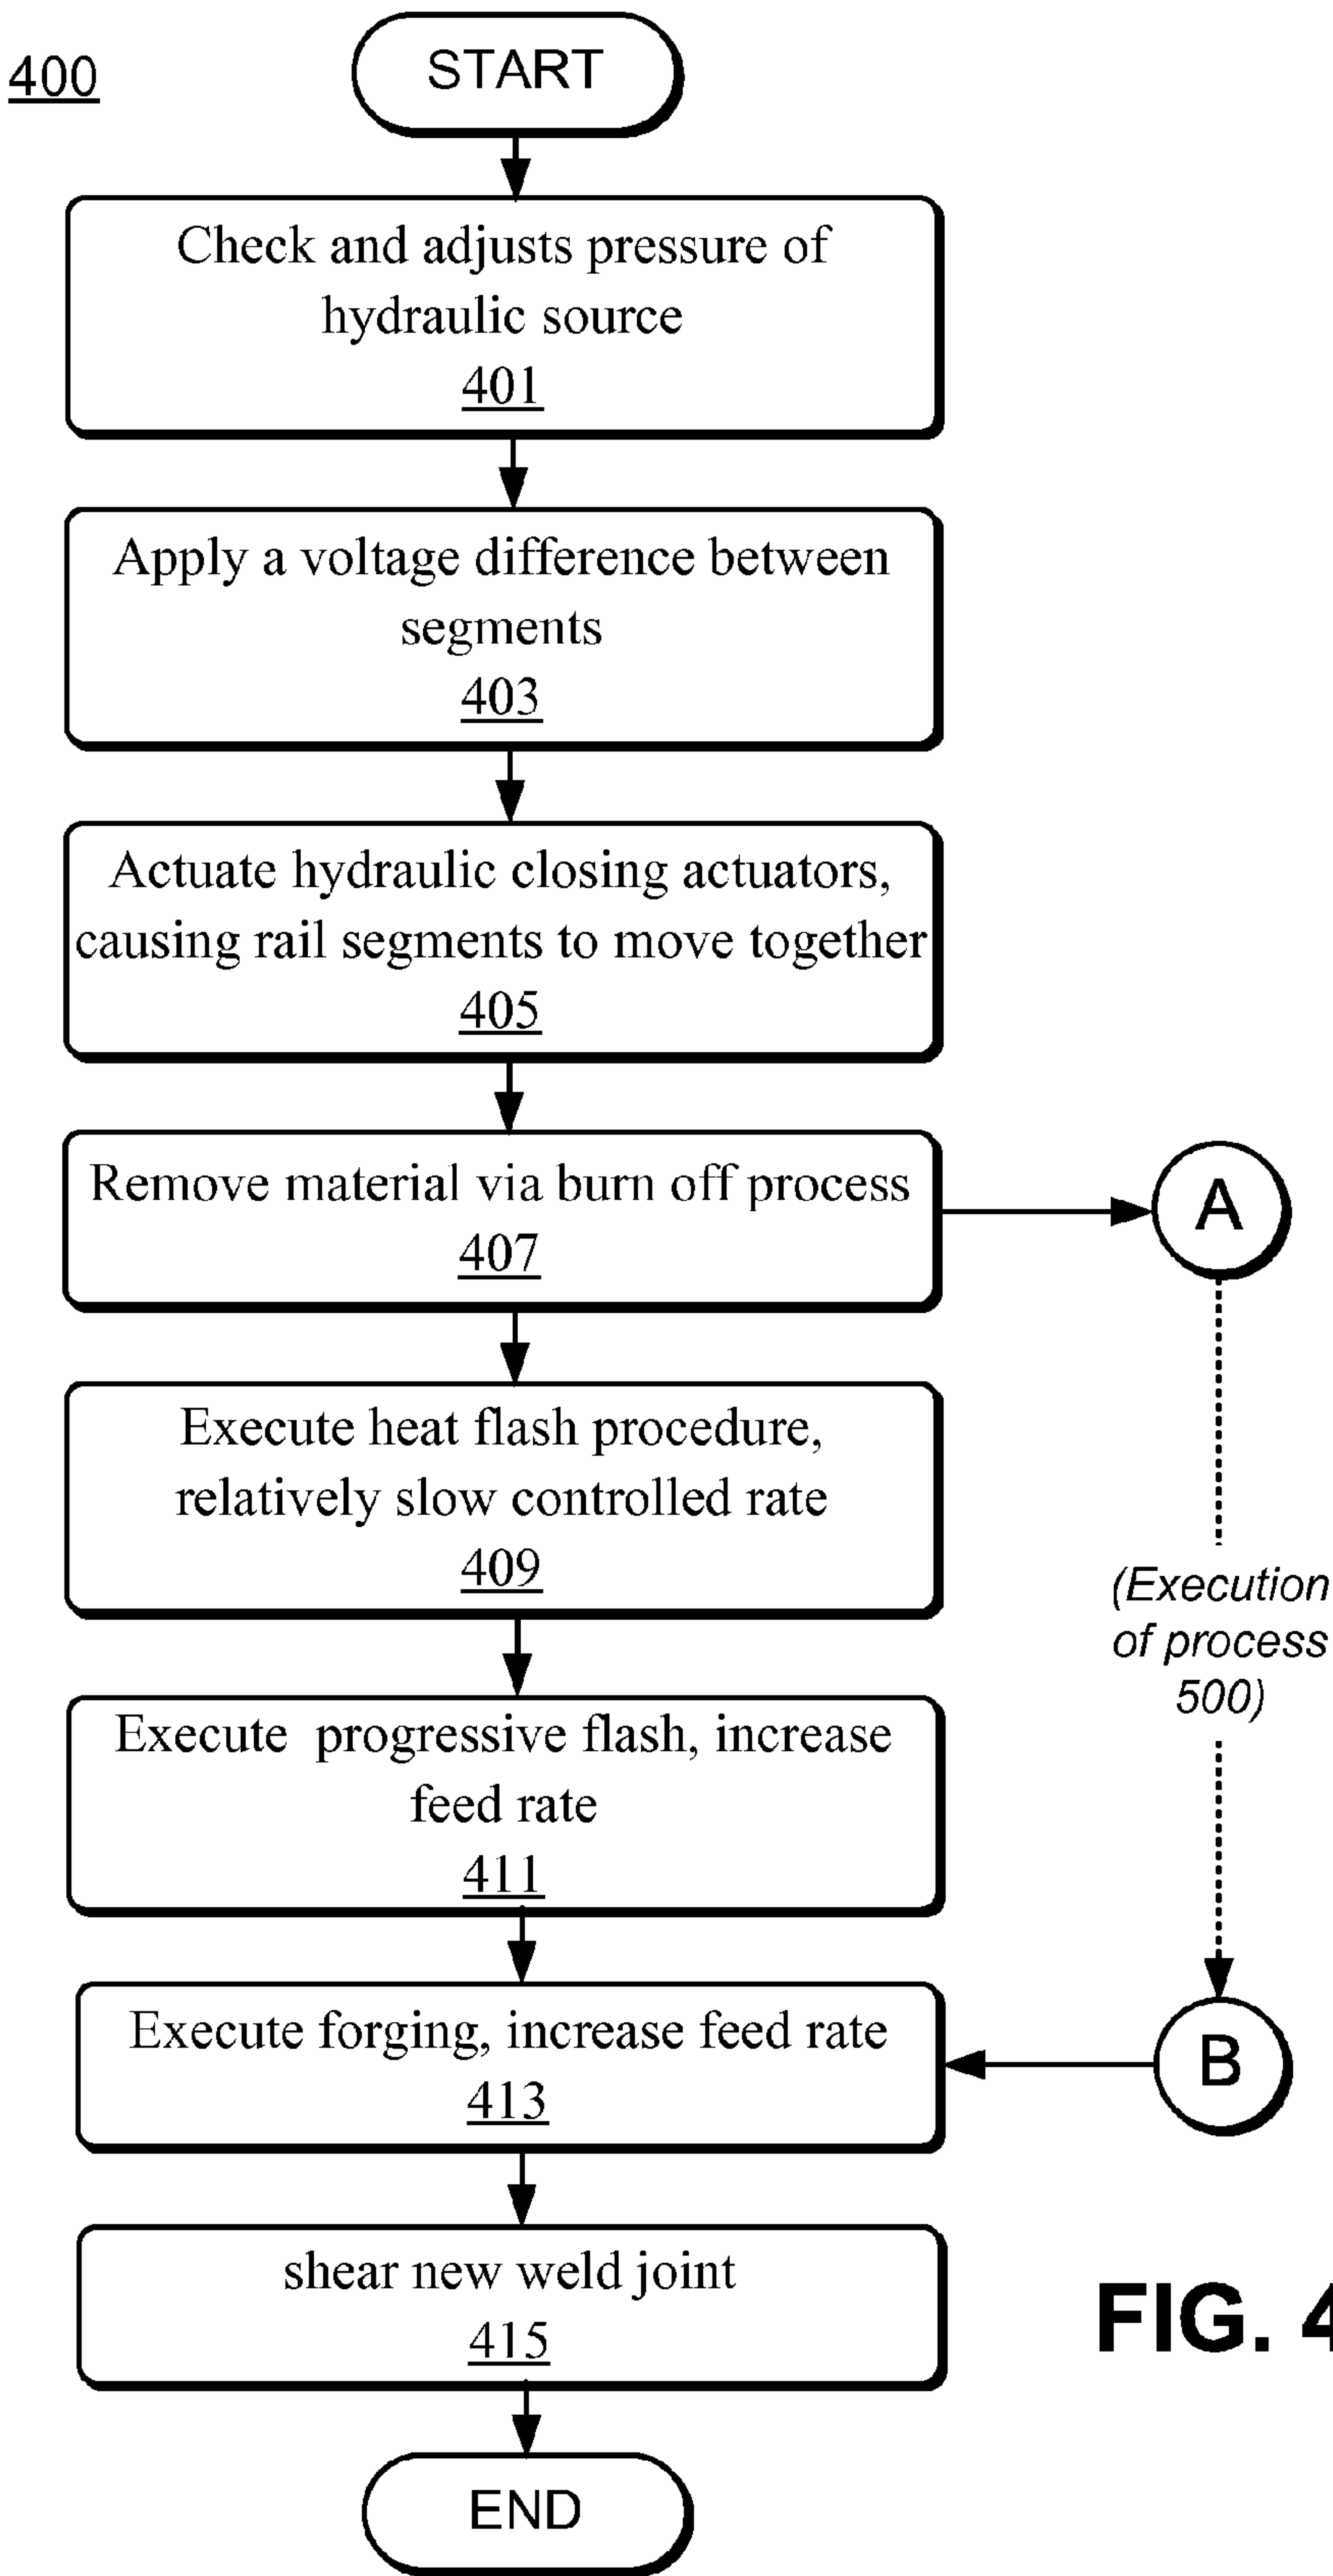 400
START
Check and adjusts pressure of
hydraulic source
401
Apply a voltage difference between
segments
403
Actuate hydraulic closing actuators,
causing rail segments to move together
405
Remove material via burn off process
407
A
Execute heat flash procedure,
relatively slow controlled rate
409
(Execution
of process
500)
Execute progressive flash, increase
feed rate
411
Execute forging, increase feed rate
413
B
shear new weld joint
415
FIG. 4
END